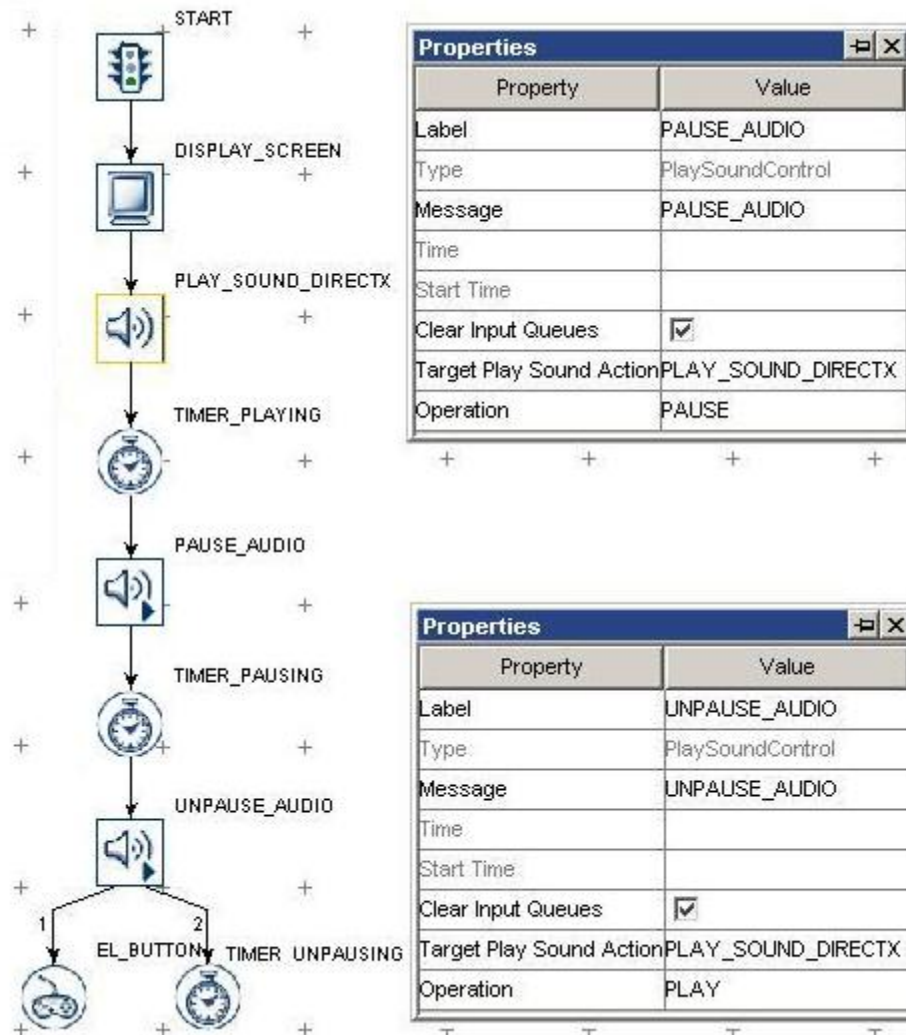 START
DISPLAY_SCREEN
PLAY_SOUND_DIRECTX
TIMER_PLAYING
PAUSE_AUDIO
TIMER_PAUSING
UNPAUSE_AUDIO
1
2
EL_BUTTON
TIMER_UNPAUSING
Properties
Property Value
Label PAUSE_AUDIO
Type PlaySoundControl
Message PAUSE_AUDIO
Time
Start Time
Clear Input Queues
Target Play Sound Action PLAY_SOUND_DIRECTX
Operation PAUSE
Properties
Property Value
Label UNPAUSE_AUDIO
Type PlaySoundControl
Message UNPAUSE_AUDIO
Time
Start Time
Clear Input Queues
Target Play Sound Action PLAY_SOUND_DIRECTX
Operation PLAY